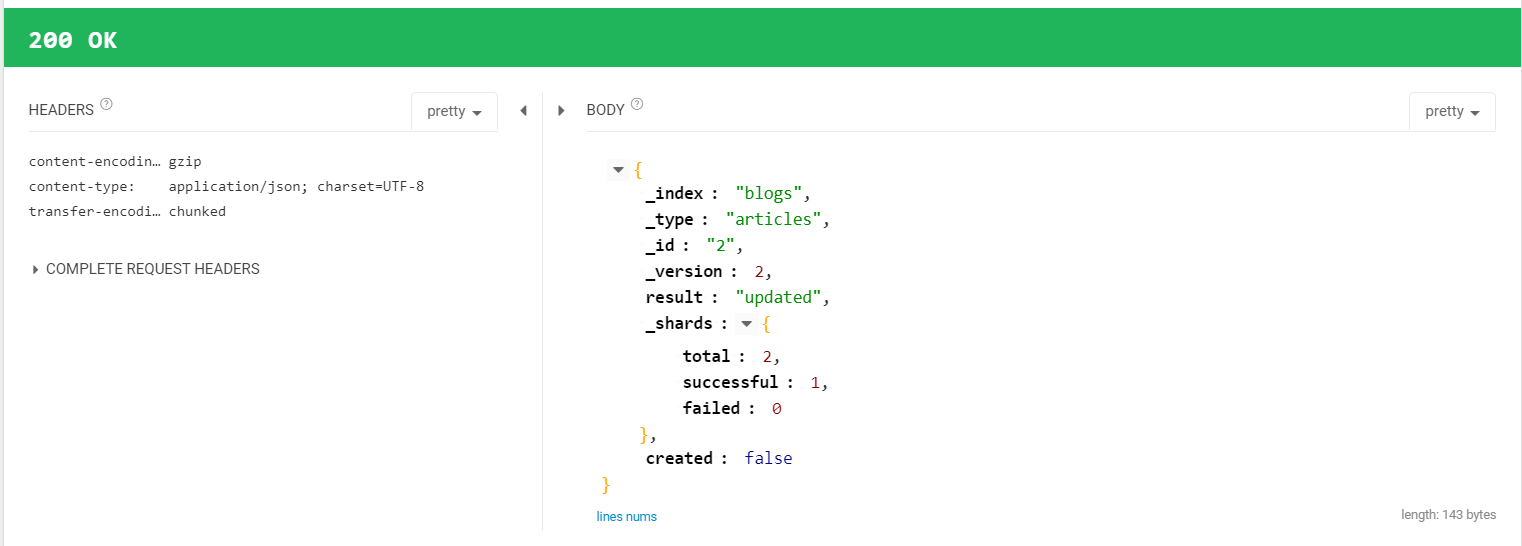 200 OK
HEADERS ?
pretty
content-encodin… gzip
content-type: application/json; charset=UTF-8
transfer-encodi… chunked
COMPLETE REQUEST HEADERS
BODY ?
pretty
{
_index : "blogs",
_type : "articles",
_id : "2",
_version : 2,
result : "updated",
_shards : {
total : 2,
successful : 1,
failed : 0
},
created : false
}
lines nums
length: 143 bytes